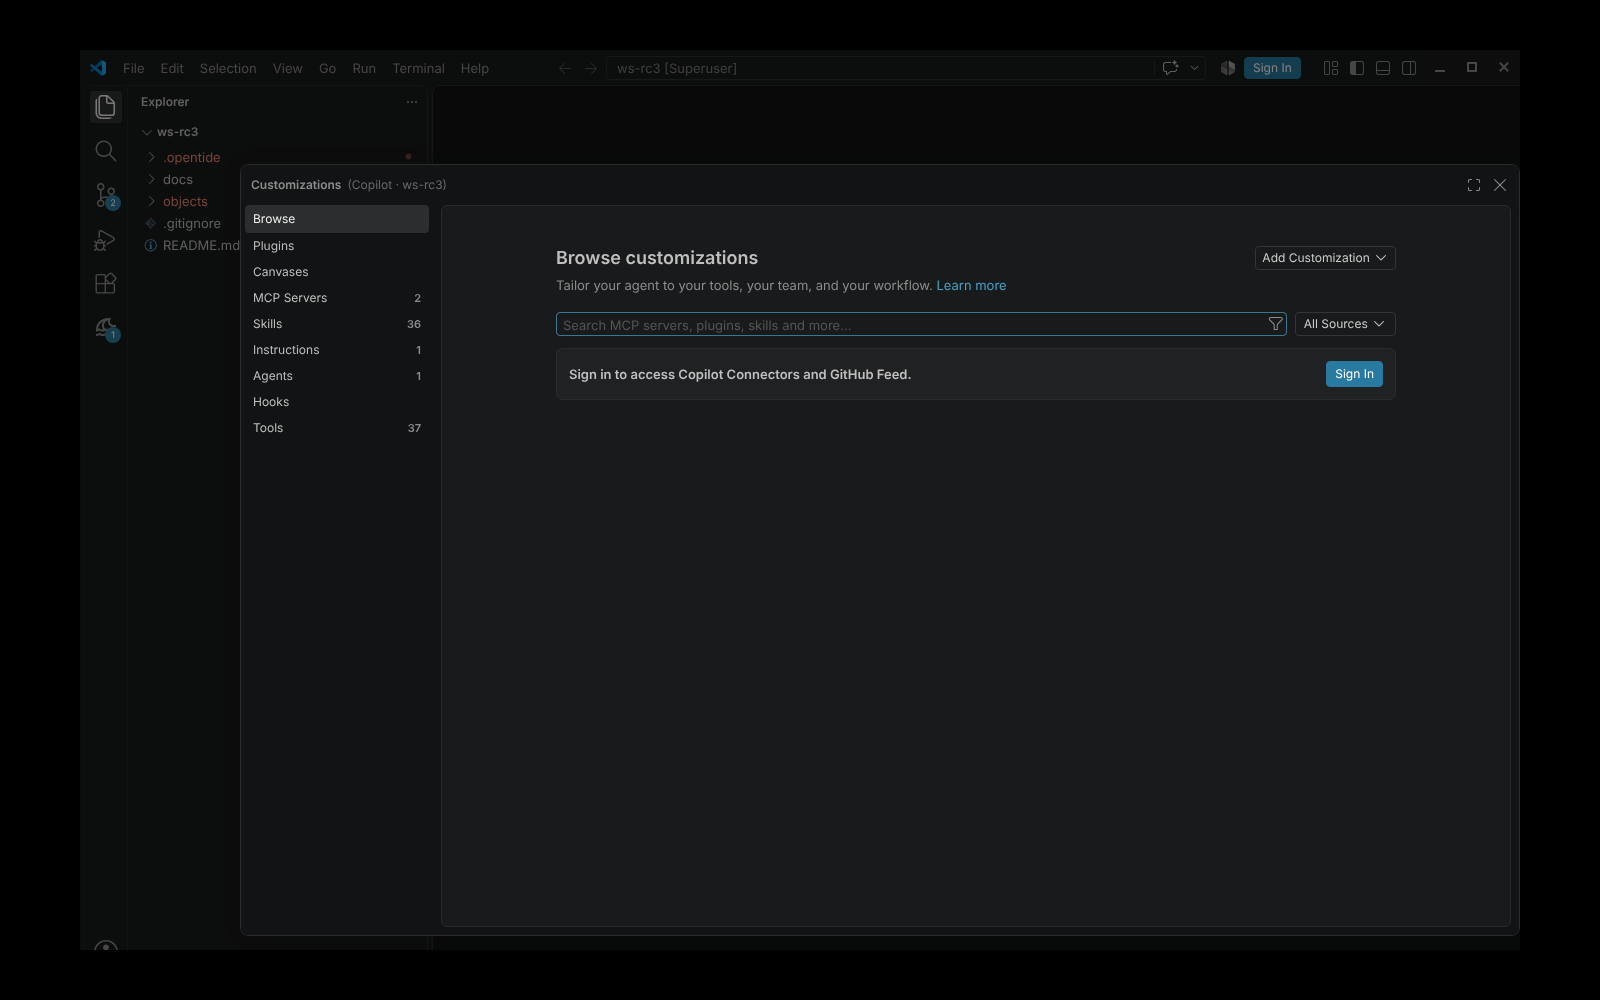 File Edit Selection View Go Run Terminal Help
ws-rc3 [Superuser]
Sign In
Explorer
ws-rc3
.opentide
docs
objects
.gitignore
README.md
2
1
Customizations (Copilot · ws-rc3)
Browse
Plugins
Canvases
MCP Servers 2
Skills 36
Instructions 1
Agents 1
Hooks
Tools 37
Browse customizations
Add Customization
Tailor your agent to your tools, your team, and your workflow. Learn more
Search MCP servers, plugins, skills and more...
All Sources
Sign in to access Copilot Connectors and GitHub Feed.
Sign In